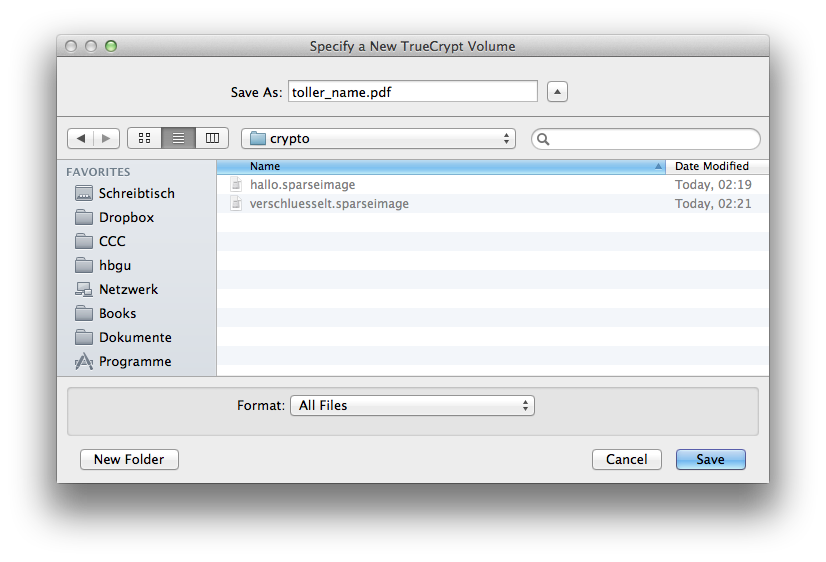 Specify a New TrueCrypt Volume
Save As: toller_name.pdf
crypto
FAVORITES
Schreibtisch
Dropbox
CCC
hbgu
Netzwerk
Books
Dokumente
Programme
Name Date Modified
hallo.sparseimage Today, 02:19
verschluesselt.sparseimage Today, 02:21
Format: All Files
New Folder Cancel Save